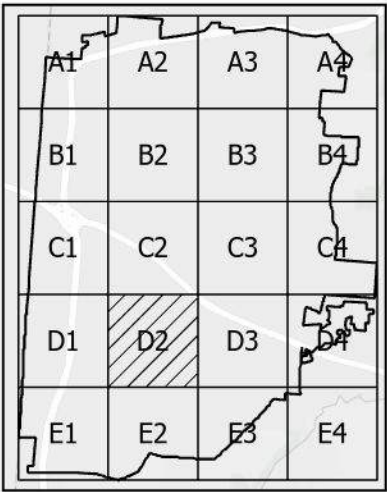 A1 A2 A3 A4
B1 B2 B3 B4
C1 C2 C3 C4
D1 D2 D3 D4
E1 E2 E3 E4